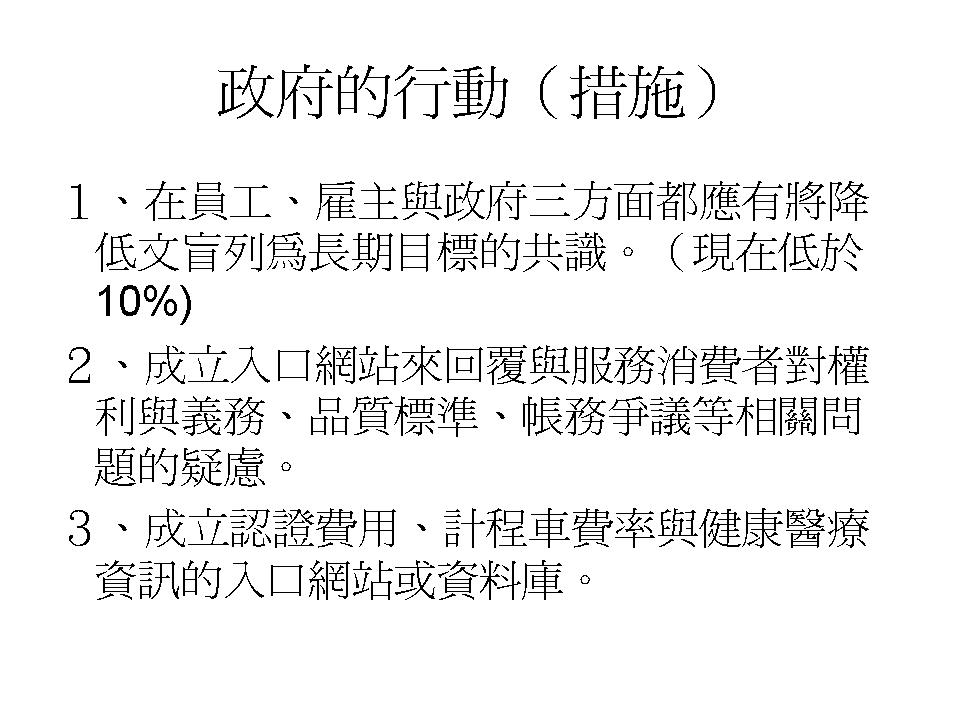 政府的行動（措施）
１、在員工、雇主與政府三方面都應有將降
低文盲列為長期目標的共識。（現在低於
10%)
２、成立入口網站來回覆與服務消費者對權
利與義務、品質標準、帳務爭議等相關問
題的疑慮。
３、成立認證費用、計程車費率與健康醫療
資訊的入口網站或資料庫。